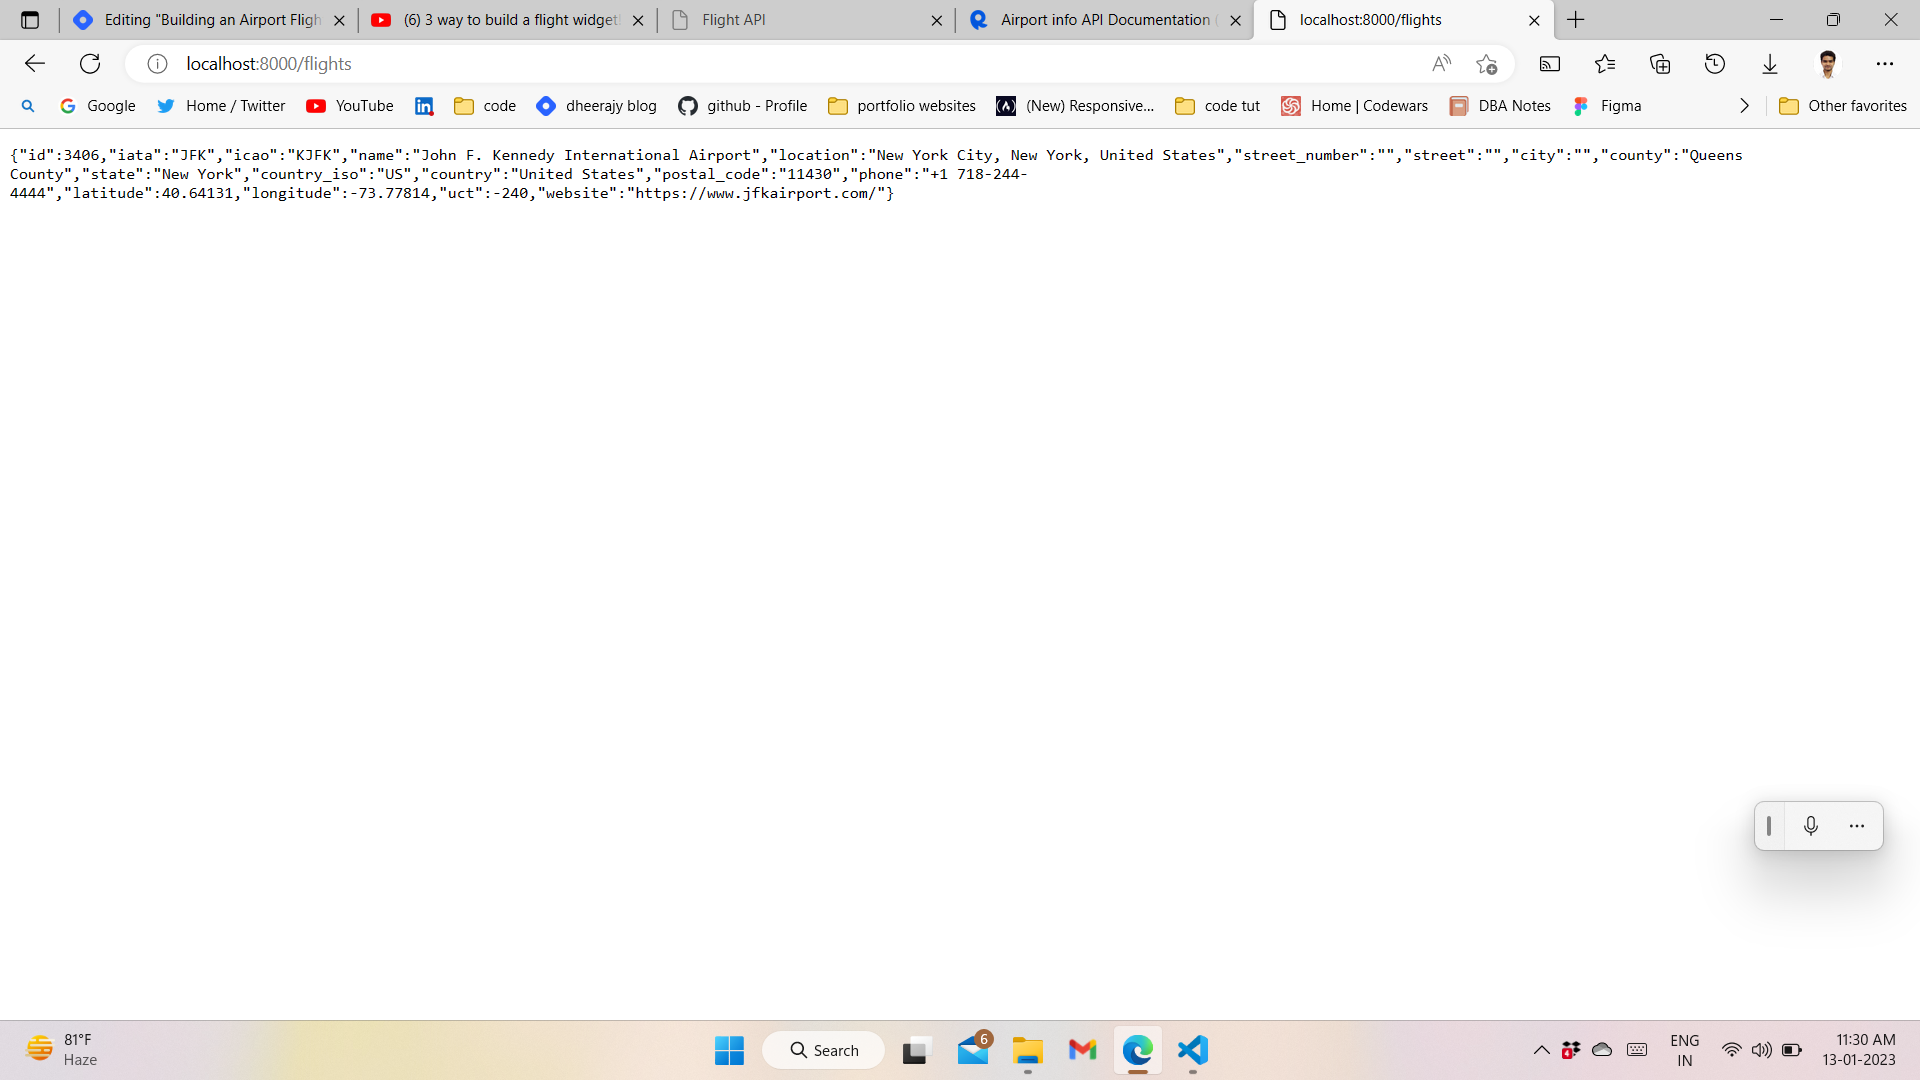 Editing "Building an Airport Fligh
(6) 3 way to build a flight widget!
Flight API
Airport info API Documentation (
localhost:8000/flights
localhost:8000/flights
Google
Home / Twitter
YouTube
code
dheerajy blog
github - Profile
portfolio websites
(New) Responsive...
code tut
Home | Codewars
DBA Notes
Figma
Other favorites
{"id":3406,"iata":"JFK","icao":"KJFK","name":"John F. Kennedy International Airport","location":"New York City, New York, United States","street_number":"","street":"","city":"","county":"Queens
County","state":"New York","country_iso":"US","country":"United States","postal_code":"11430","phone":"+1 718-244-
4444","latitude":40.64131,"longitude":-73.77814,"uct":-240,"website":"https://www.jfkairport.com/"}
81°F
Haze
Search
6
4
ENG
IN
11:30 AM
13-01-2023